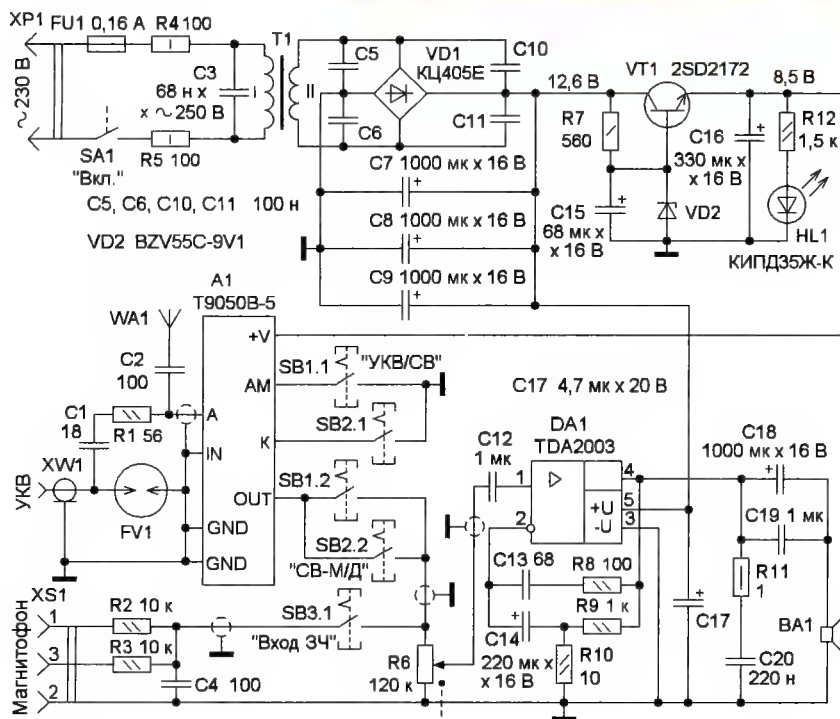 XP1
FU1 0,16 А
R4 100
T1
C3
68 н х
х ~ 250 В
I
II
~230 В
SA1
"Вкл."
R5 100
C5
C6
VD1
КЦ405Е
C10
C11
12,6 В
VT1 2SD2172
8,5 В
R7
560
C16
330 мк х
х 16 В
R12
1,5 к
C15
68 мк х
х 16 В
VD2
HL1
КИПД35Ж-К
C7 1000 мк х 16 В
C8 1000 мк х 16 В
C9 1000 мк х 16 В
C5, C6, C10, C11 100 н
VD2 BZV55C-9V1
A1
T9050B-5
WA1
C2
100
C1
18
R1 56
XW1
УКВ
FV1
+V
AM
A
K
IN
OUT
GND
GND
SB1.1
"УКВ/СВ"
SB2.1
SB1.2
SB2.2
"СВ-М/Д"
C17 4,7 мк х 20 В
DA1
TDA2003
C12
1 мк
1
2
4
+U
5
-U
3
C18
1000 мк х 16 В
C19 1 мк
C13 68
R8 100
R9 1 к
C14
220 мк х
х 16 В
R10
10
R11
1
C17
BA1
C20
220 н
XS1
Магнитофон
1
3
2
R2 10 к
R3 10 к
C4 100
SB3.1
"Вход ЗЧ"
R6
120 к